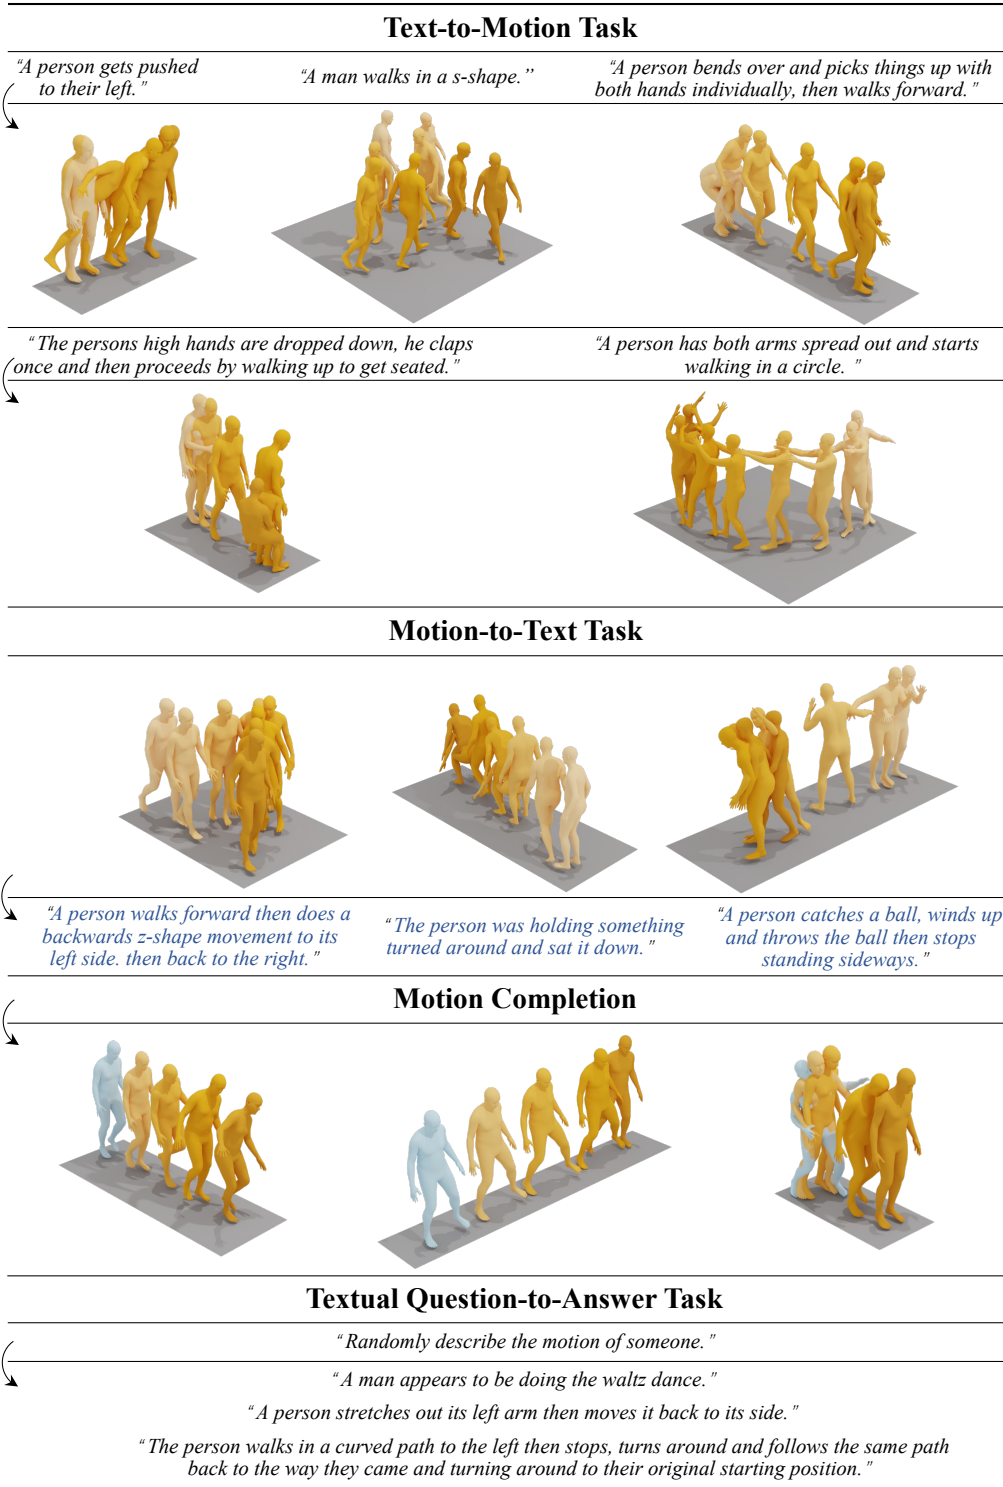 Text-to-Motion Task
“A person gets pushed
to their left.”
“A man walks in a s-shape.”
“A person bends over and picks things up with
both hands individually, then walks forward.”
“The persons high hands are dropped down, he claps
once and then proceeds by walking up to get seated.”
“A person has both arms spread out and starts
walking in a circle. ”
Motion-to-Text Task
“A person walks forward then does a
backwards z-shape movement to its
left side. then back to the right.”
“The person was holding something
turned around and sat it down.”
“A person catches a ball, winds up
and throws the ball then stops
standing sideways.”
Motion Completion
Textual Question-to-Answer Task
“Randomly describe the motion of someone.”
“A man appears to be doing the waltz dance.”
“A person stretches out its left arm then moves it back to its side.”
“The person walks in a curved path to the left then stops, turns around and follows the same path
back to the way they came and turning around to their original starting position.”